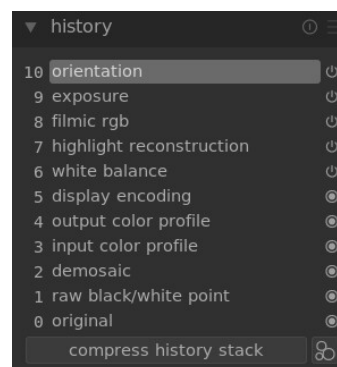 history
10 orientation
9 exposure
8 filmic rgb
7 highlight reconstruction
6 white balance
5 display encoding
4 output color profile
3 input color profile
2 demosaic
1 raw black/white point
0 original
compress history stack